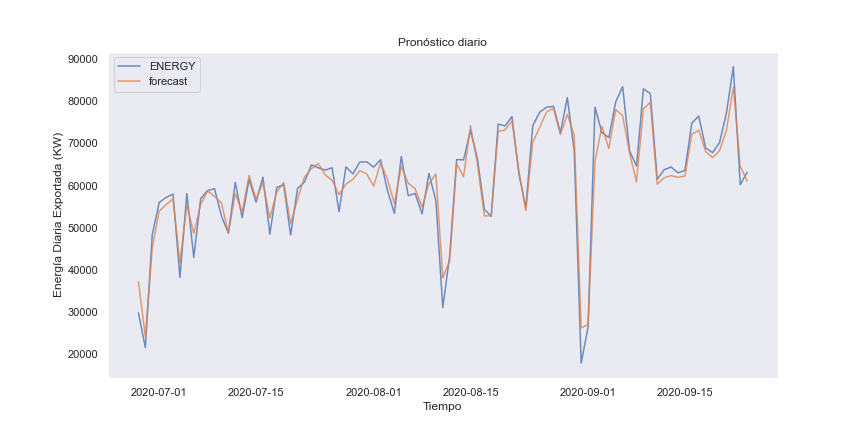 Pronóstico diario
ENERGY
forecast
90000
80000
70000
60000
50000
40000
30000
20000
Energía Diaria Exportada (KW)
2020-07-01 2020-07-15 2020-08-01 2020-08-15 2020-09-01 2020-09-15
Tiempo